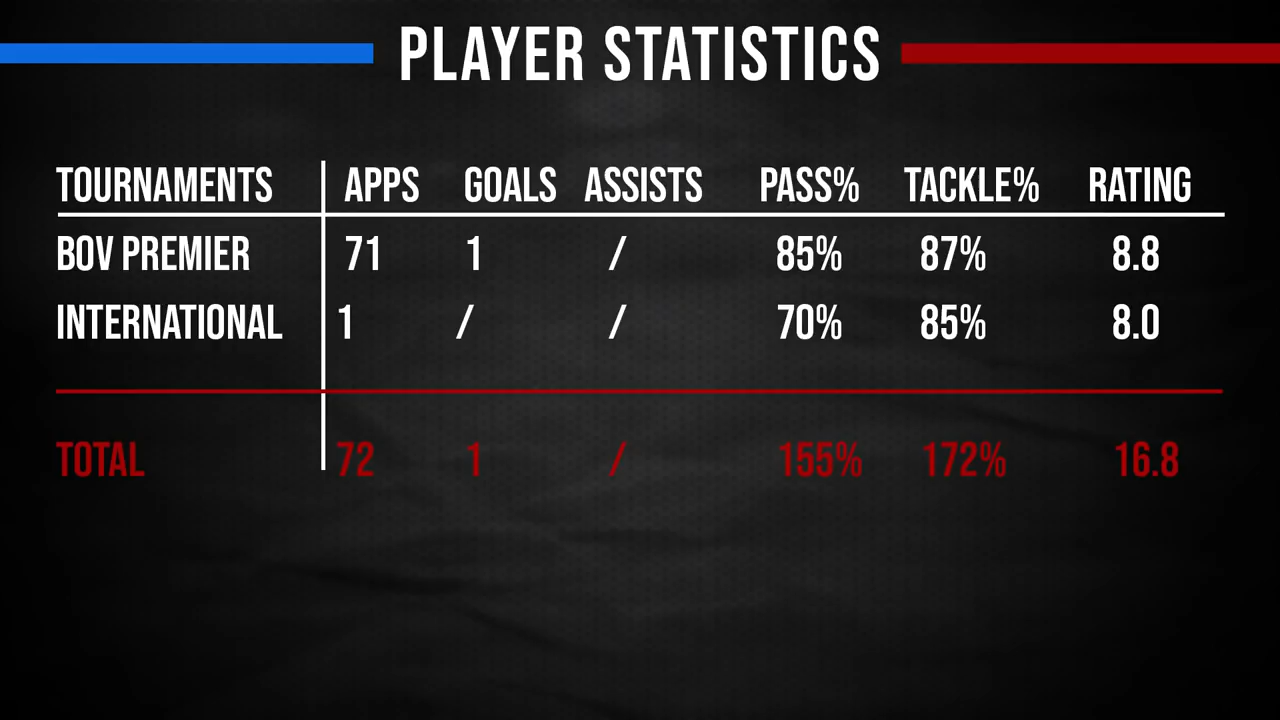 PLAYER STATISTICS
TOURNAMENTS APPS GOALS ASSISTS PASS% TACKLE% RATING
BOV PREMIER 71 1 / 85% 87% 8.8
INTERNATIONAL 1 / / 70% 85% 8.0
TOTAL 72 1 / 155% 172% 16.8